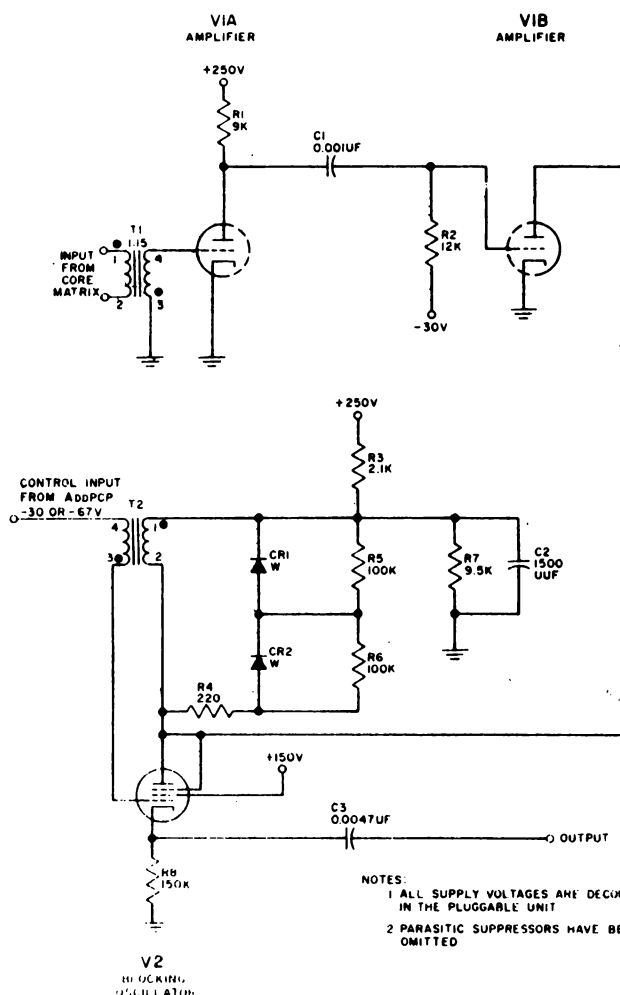 V1A
AMPLIFIER
V1B
AMPLIFIER
+250V
R1
9K
C1
0.001UF
T1
1:15
1
4
2
3
INPUT
FROM
CORE
MATRIX
R2
12K
-30V
+250V
R3
2.1K
CONTROL INPUT
FROM ADDPCP
-30 OR -67V
T2
4
1
3
2
CR1
W
R5
100K
R7
9.5K
C2
1500
UUF
CR2
W
R6
100K
R4
220
+150V
C3
0.0047UF
OUTPUT
R8
150K
NOTES:
1 ALL SUPPLY VOLTAGES ARE DECO
IN THE PLUGGABLE UNIT
2 PARASITIC SUPPRESSORS HAVE BE
OMITTED
V2
BLOCKING
OSCILLATOR